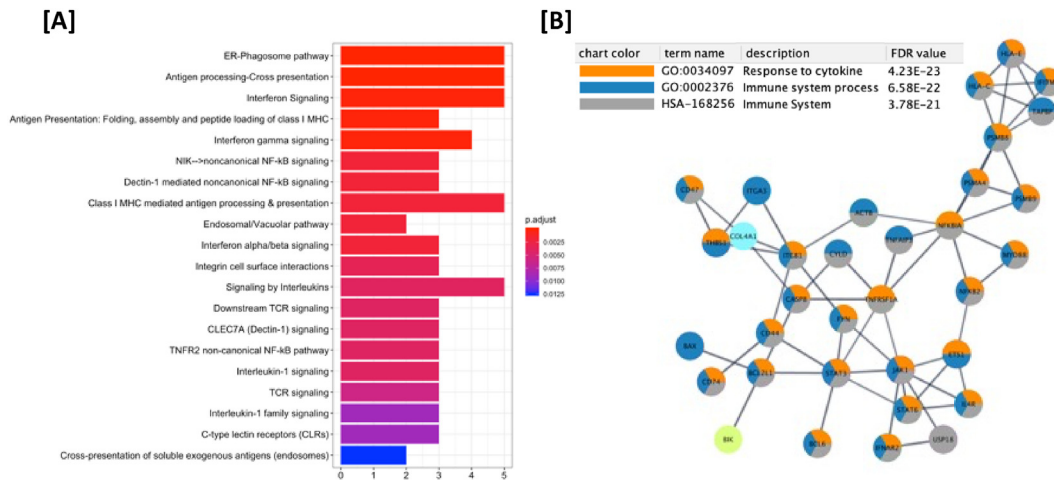 [A]
ER-Phagosome pathway
Antigen processing-Cross presentation
Interferon Signaling
Antigen Presentation: Folding, assembly and peptide loading of class I MHC
Interferon gamma signaling
NIK-->noncanonical NF-kB signaling
Dectin-1 mediated noncanonical NF-kB signaling
Class I MHC mediated antigen processing & presentation
Endosomal/Vacuolar pathway
Interferon alpha/beta signaling
Integrin cell surface interactions
Signaling by Interleukins
Downstream TCR signaling
CLEC7A (Dectin-1) signaling
TNFR2 non-canonical NF-kB pathway
Interleukin-1 signaling
TCR signaling
Interleukin-1 family signaling
C-type lectin receptors (CLRs)
Cross-presentation of soluble exogenous antigens (endosomes)
0 1 2 3 4 5
p.adjust
0.0025
0.0050
0.0075
0.0100
0.0125
[B]
chart color term name description FDR value
GO:0034097 Response to cytokine 4.23E-23
GO:0002376 Immune system process 6.58E-22
HSA-168256 Immune System 3.78E-21
HLA-E
HLA-C
PSMB8
PSMA4
PSMB9
CD47
ITGA3
ACTB
THBS1
COL4A1
NFKBIA
TNFAIP3
ITGB1
CYLD
MYD88
CASP8
TNFRSF1A
NFKB2
FYN
CD44
BAX
ETS1
CD74
BCL2L1
STAT3
JAK1
STAT6
BIK
BCL6
IFNAR2
USP18